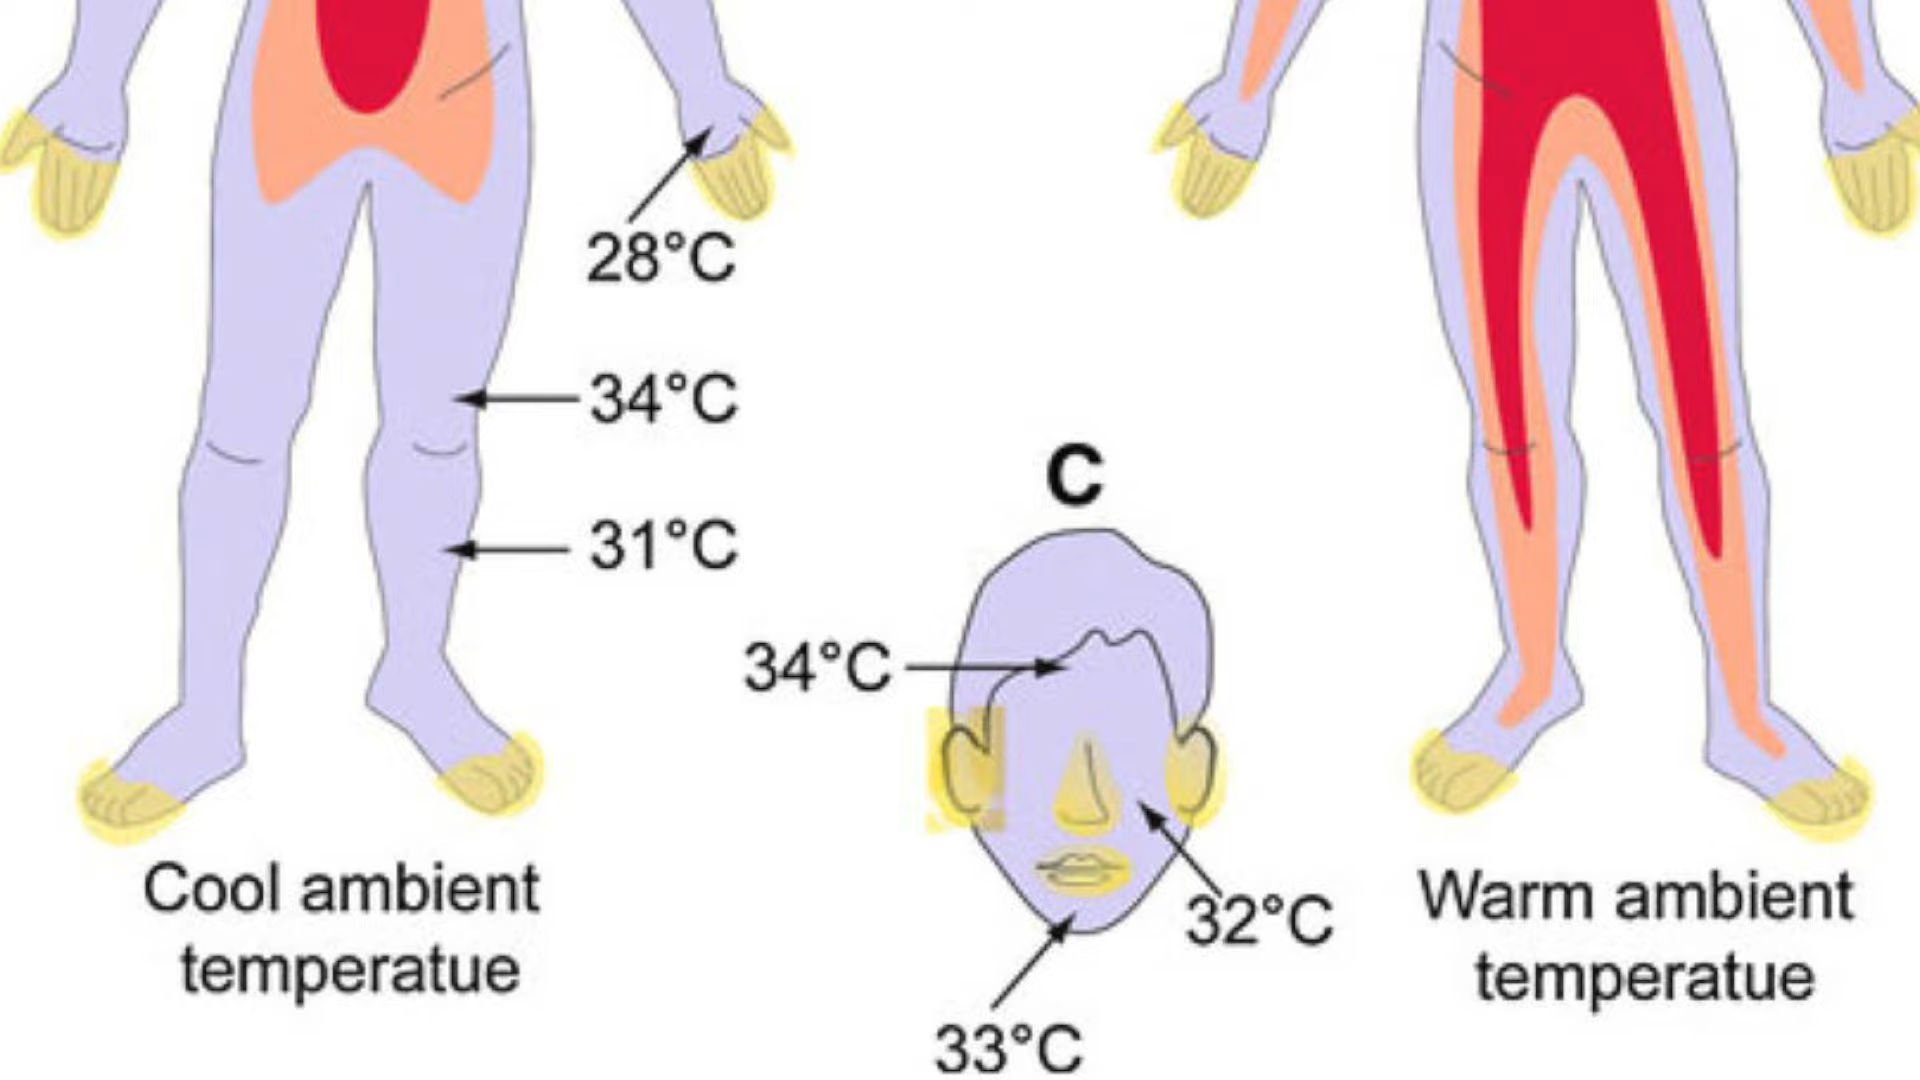 28°C
34°C
31°C
C
34°C
32°C
33°C
Cool ambient
temperatue
Warm ambient
temperatue